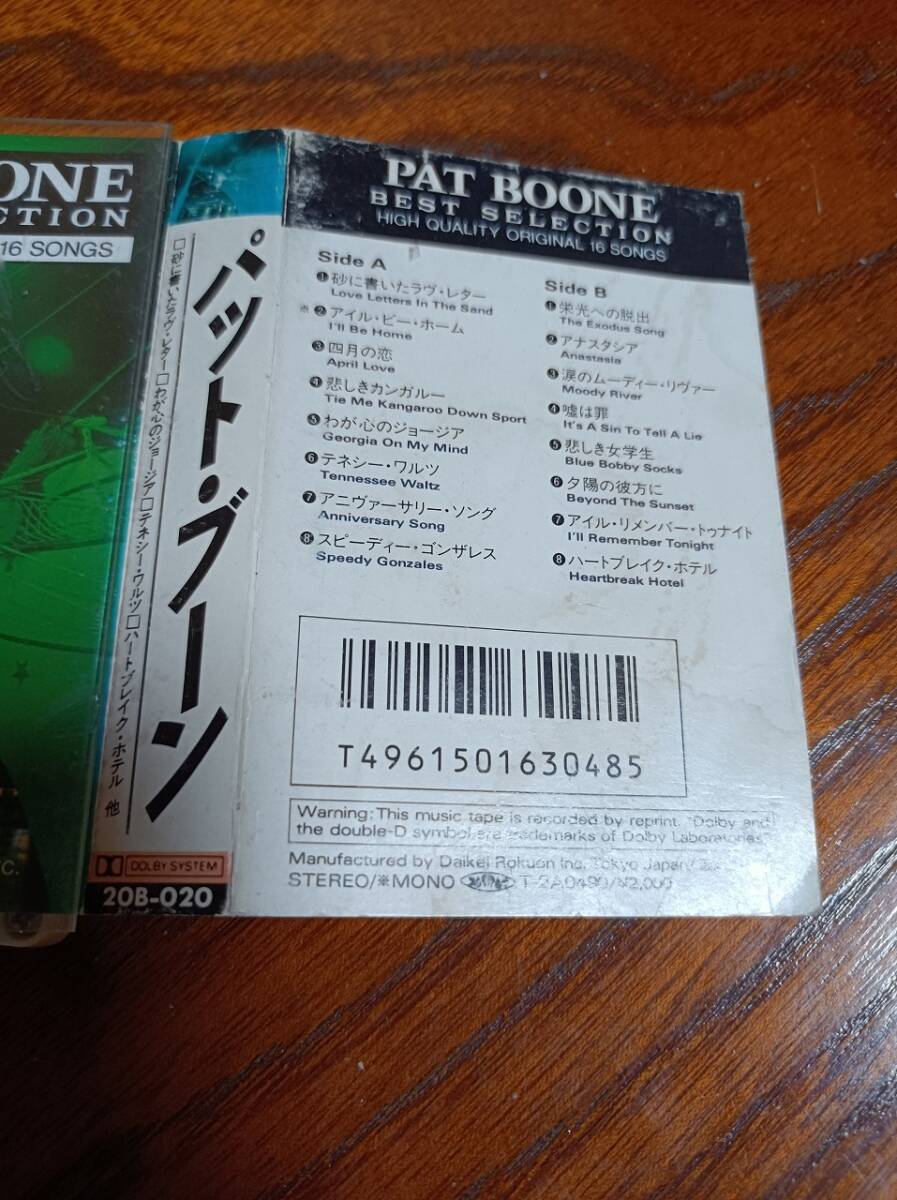 OONE
ECTION
16 SONGS
C.
パット・ブーン
□砂に書いたラヴ・レター□わが心のジョージア□テネシー・ワルツ□ハートブレイク・ホテル 他
DOLBY SYSTEM
20B-020
PAT BOONE
BEST SELECTION
HIGH QUALITY ORIGINAL 16 SONGS
Side A
❶砂に書いたラヴ・レター
Love Letters In The Sand
※❷アイル・ビー・ホーム
I'll Be Home
❸四月の恋
April Love
❹悲しきカンガルー
Tie Me Kangaroo Down Sport
❺わが心のジョージア
Georgia On My Mind
❻テネシー・ワルツ
Tennessee Waltz
❼アニヴァーサリー・ソング
Anniversary Song
❽スピーディー・ゴンザレス
Speedy Gonzales
Side B
❶栄光への脱出
The Exodus Song
❷アナスタシア
Anastasia
❸涙のムーディー・リヴァー
Moody River
❹嘘は罪
It's A Sin To Tell A Lie
❺悲しき女学生
Blue Bobby Socks
❻夕陽の彼方に
Beyond The Sunset
❼アイル・リメンバー・トゥナイト
I'll Remember Tonight
❽ハートブレイク・ホテル
Heartbreak Hotel
T4961501630485
Warning: This music tape is recorded by reprint. "Dolby and
the double-D symbol are trademarks of Dolby Laboratories"
Manufactured by Daikei Rokuon Inc. Tokyo Japan
STEREO/※MONO T-2A0490/¥2,000